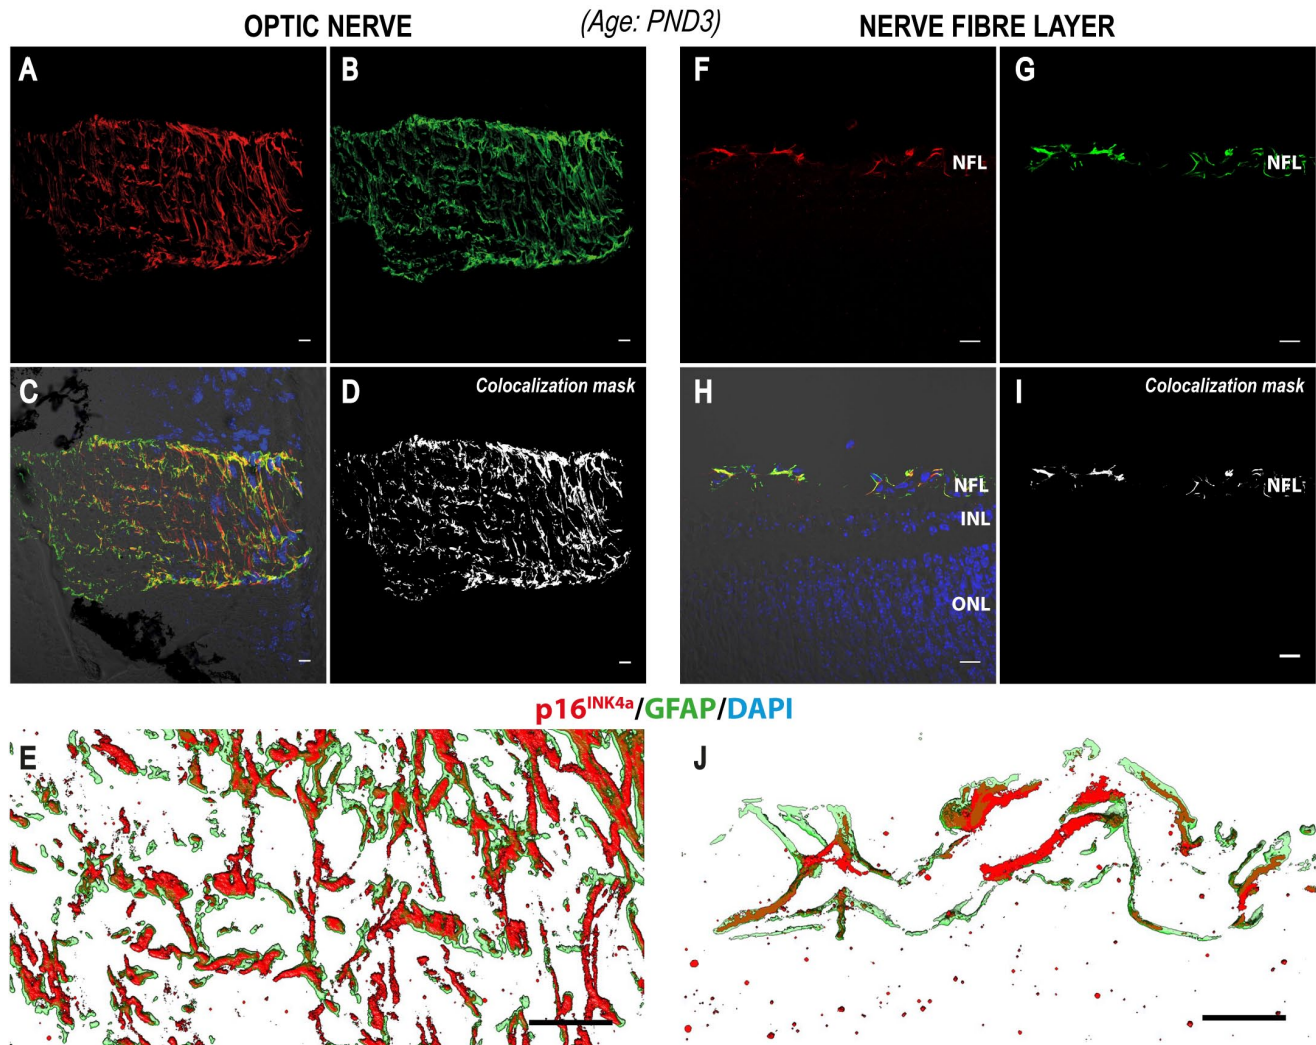 OPTIC NERVE (Age: PND3) NERVE FIBRE LAYER
A B F G
NFL NFL
C D Colocalization mask H I Colocalization mask
NFL NFL
INL
ONL
p16INK4a/GFAP/DAPI
E J